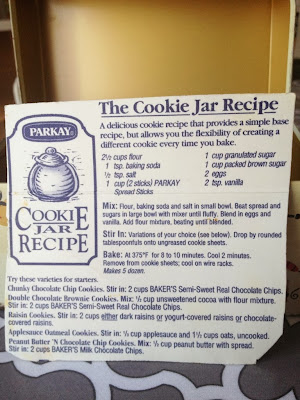 The Cookie Jar Recipe
A delicious cookie recipe that provides a simple base
recipe, but allows you the flexibility of creating a
different cookie every time you bake.
PARKAY
COOKIE
JAR
RECIPE
2½ cups flour
1 tsp. baking soda
½ tsp. salt
1 cup (2 sticks) PARKAY
Spread Sticks
1 cup granulated sugar
1 cup packed brown sugar
2 eggs
2 tsp. vanilla
Mix: Flour, baking soda and salt in small bowl. Beat spread and
sugars in large bowl with mixer until fluffy. Blend in eggs and
vanilla. Add flour mixture, beating until blended.
Stir In: Variations of your choice (see below). Drop by rounded
tablespoonfuls onto ungreased cookie sheets.
Bake: At 375°F for 8 to 10 minutes. Cool 2 minutes.
Remove from cookie sheets; cool on wire racks.
Makes 5 dozen.
Try these varieties for starters.
Chunky Chocolate Chip Cookies. Stir in: 2 cups BAKER'S Semi-Sweet Real Chocolate Chips.
Double Chocolate Brownie Cookies. Mix: ½ cup unsweetened cocoa with flour mixture.
Stir in: 2 cups BAKER'S Semi-Sweet Real Chocolate Chips.
Raisin Cookies. Stir in: 2 cups either dark raisins or yogurt-covered raisins or chocolate-
covered raisins.
Applesauce Oatmeal Cookies. Stir in: ½ cup applesauce and 1½ cups oats, uncooked.
Peanut Butter 'N Chocolate Chip Cookies. Mix: ½ cup peanut butter with spread.
Stir in: 2 cups BAKER'S Milk Chocolate Chips.